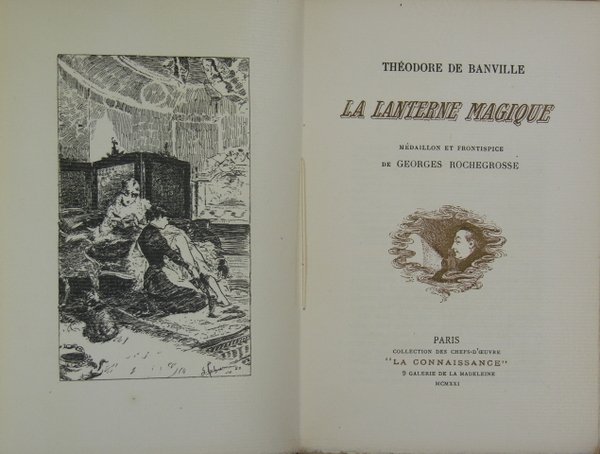 THÉODORE DE BANVILLE
LA LANTERNE MAGIQUE
MÉDAILLON ET FRONTISPICE
DE GEORGES ROCHEGROSSE
PARIS
COLLECTION DES CHEFS-D'ŒUVRE
"LA CONNAISSANCE"
9 GALERIE DE LA MADELEINE
MCMXXI